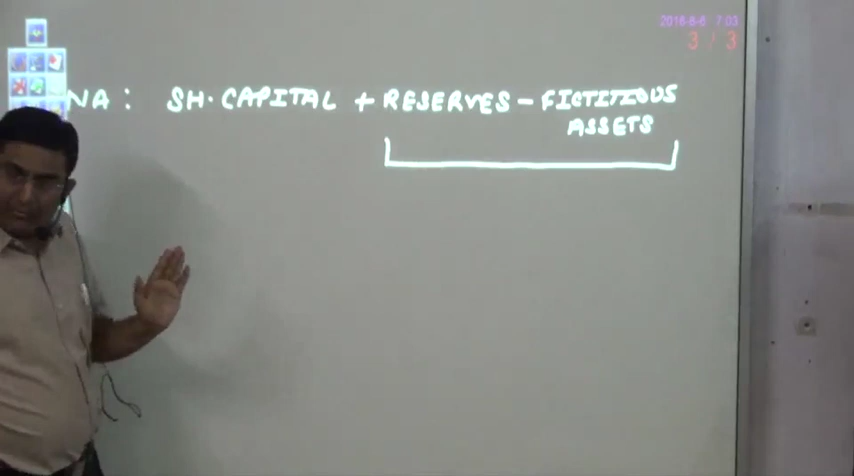 2016-8-6 7:03
3 / 3
NA: SH. CAPITAL + RESERVES - FICTITIOUS
ASSETS